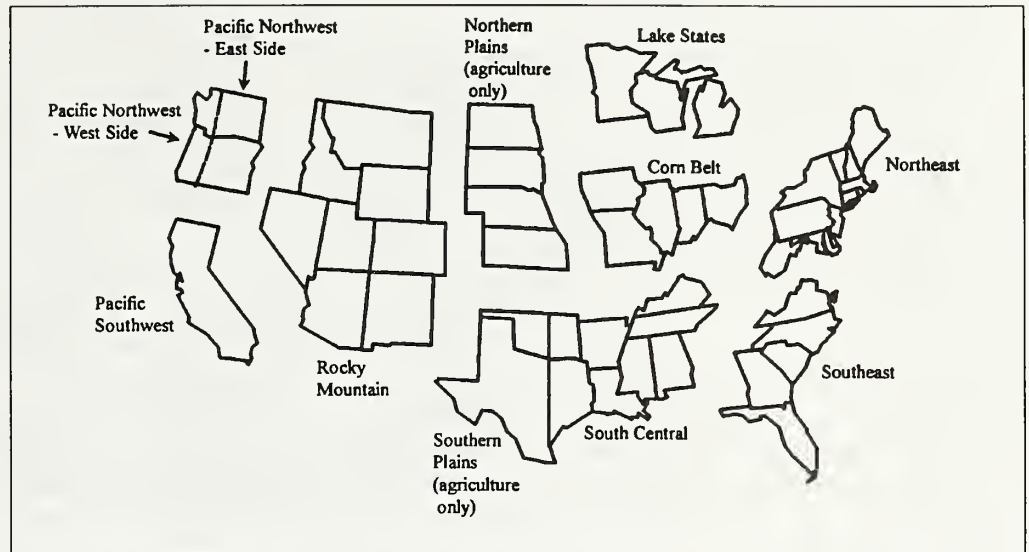 Pacific Northwest
- East Side
Pacific Northwest
- West Side
Northern
Plains
(agriculture
only)
Lake States
Corn Belt
Northeast
Pacific
Southwest
Rocky
Mountain
Southern
Plains
(agriculture
only)
South Central
Southeast